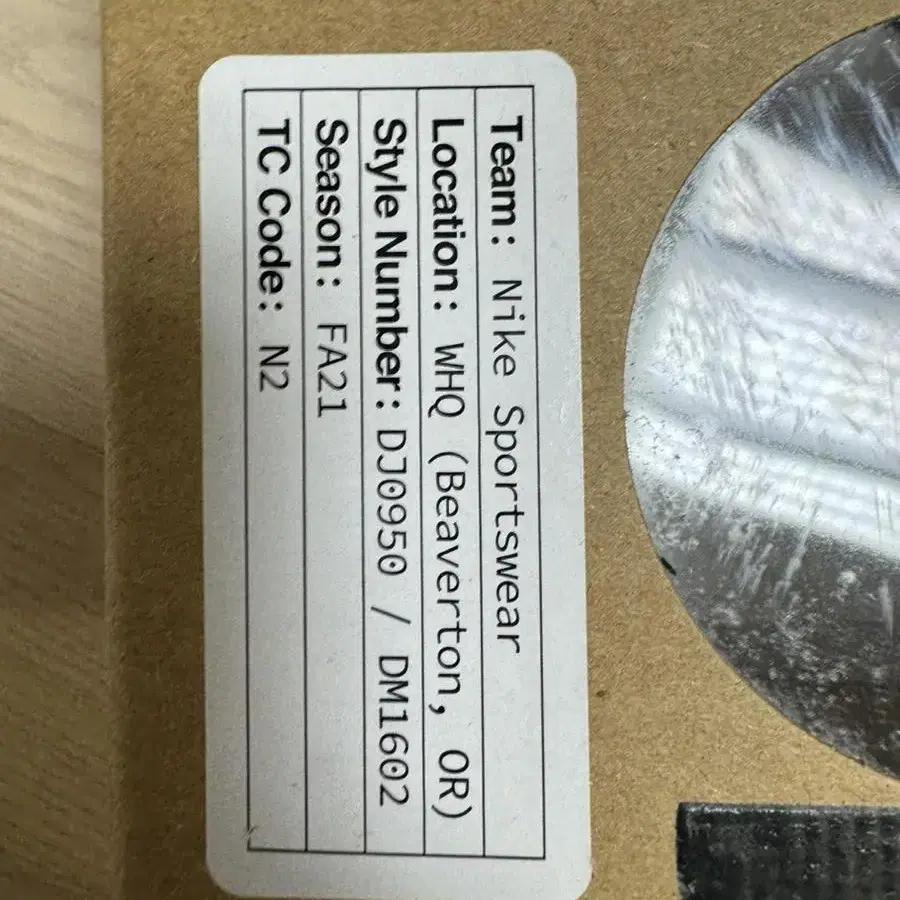 Team: Nike Sportswear
Location: WHQ (Beaverton, OR)
Style Number: DJ0950 / DM1602
Season: FA21
TC Code: N2